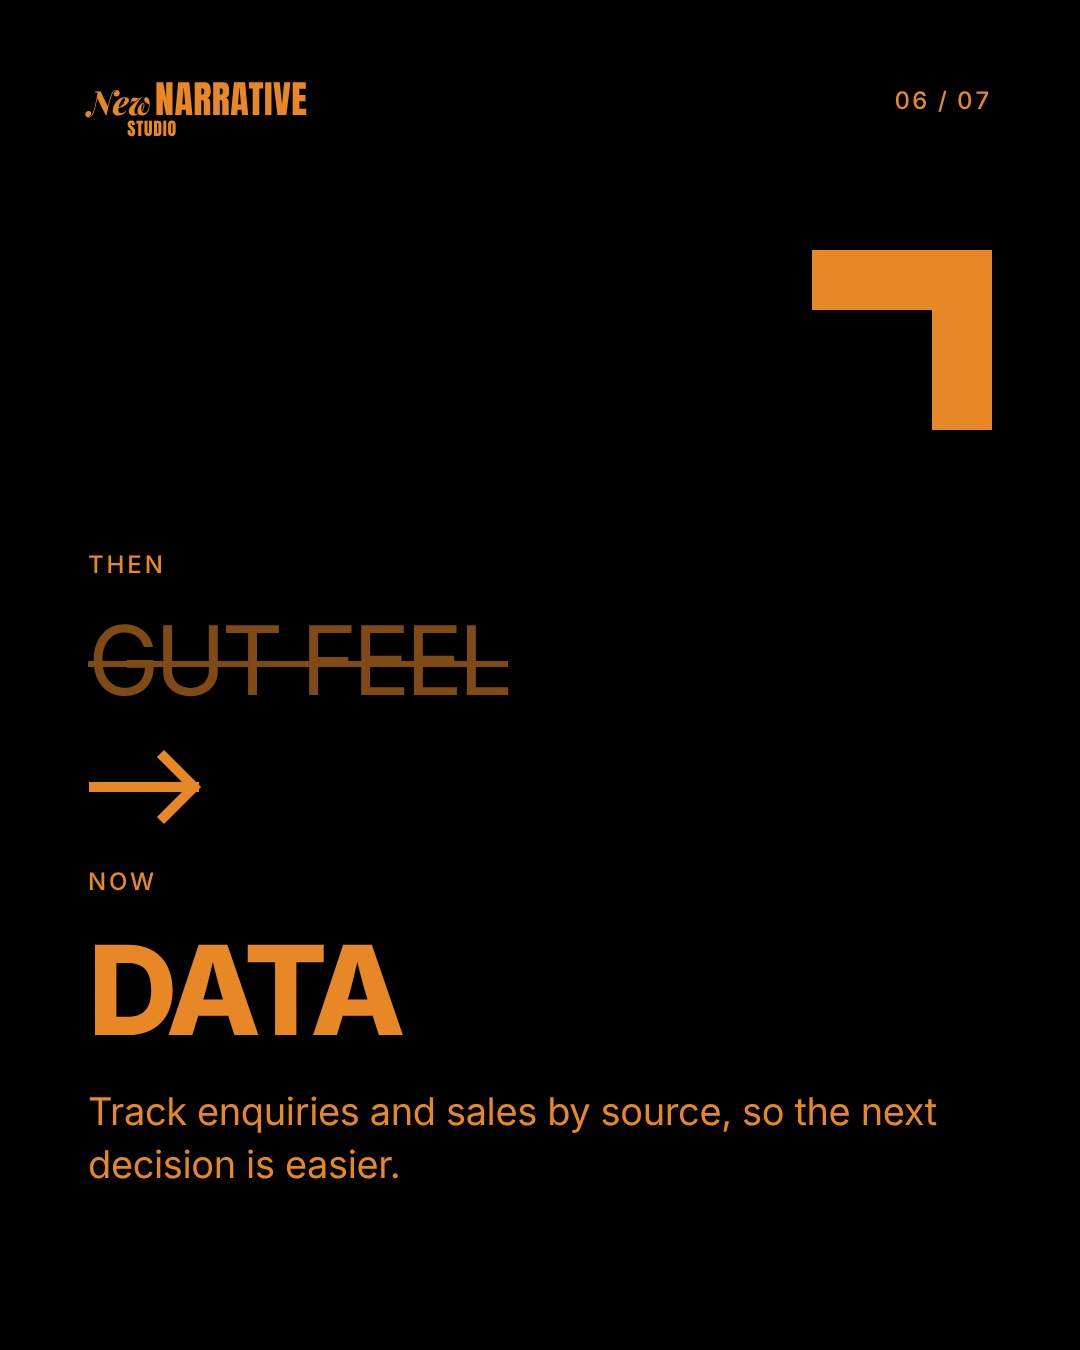 New NARRATIVE
STUDIO
06 / 07
THEN
GUT FEEL
NOW
DATA
Track enquiries and sales by source, so the next
decision is easier.